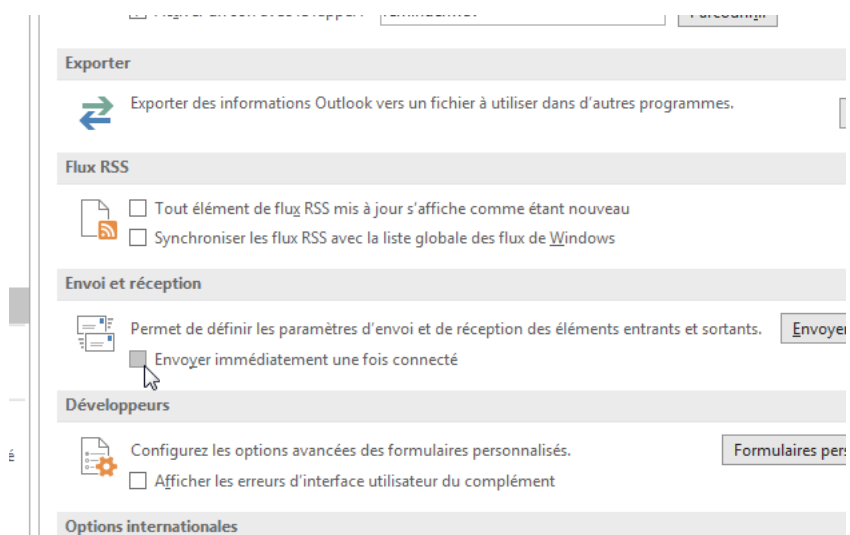 Exporter
Exporter des informations Outlook vers un fichier à utiliser dans d'autres programmes.
Flux RSS
Tout élément de flux RSS mis à jour s'affiche comme étant nouveau
Synchroniser les flux RSS avec la liste globale des flux de Windows
Envoi et réception
Permet de définir les paramètres d'envoi et de réception des éléments entrants et sortants. Envoyer
Envoyer immédiatement une fois connecté
Développeurs
Configurez les options avancées des formulaires personnalisés. Formulaires pers
Afficher les erreurs d'interface utilisateur du complément
Options internationales